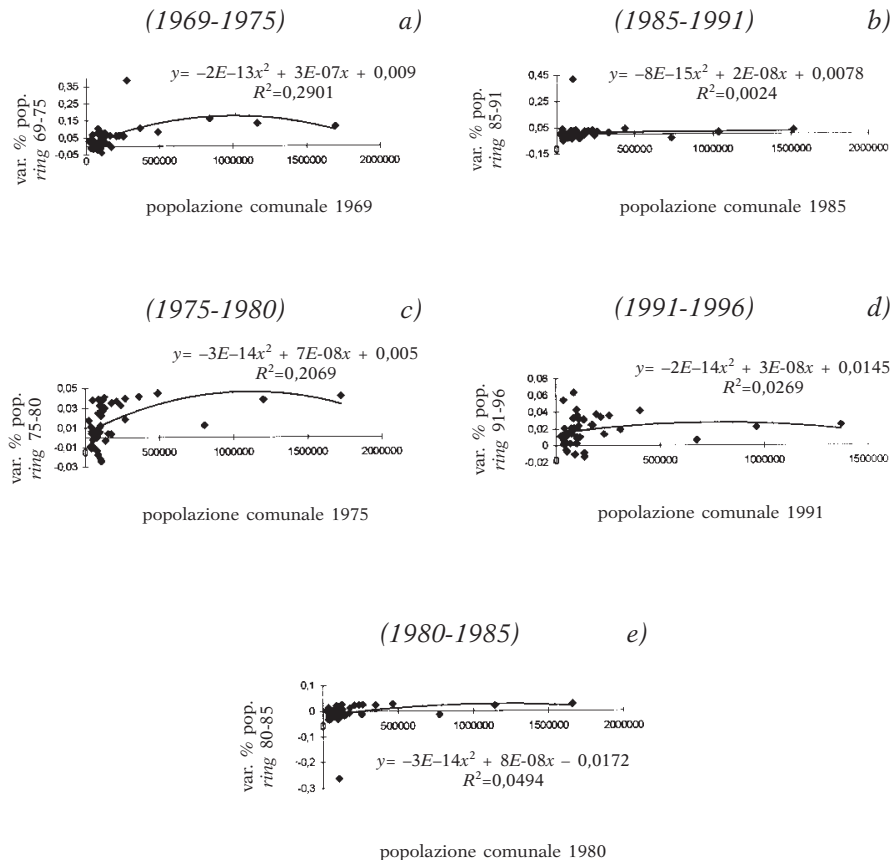 (1969-1975) a)
y= –2E–13x² + 3E-07x + 0,009
R²=0,2901
var. % pop.
ring 69-75
0,35
0,25
0,15
0,05
-0,05
0 500000 1000000 1500000 2000000
popolazione comunale 1969
(1985-1991) b)
y= –8E–15x² + 2E-08x + 0,0078
R²=0,0024
var. % pop.
ring 85-91
0,45
0,25
0,05
-0,15
0 500000 1000000 1500000 2000000
popolazione comunale 1985
(1975-1980) c)
y= –3E–14x² + 7E-08x + 0,005
R²=0,2069
var. % pop.
ring 75-80
0,05
0,03
0,01
-0,01
-0,03
0 500000 1000000 1500000 2000000
popolazione comunale 1975
(1991-1996) d)
y= –2E–14x² + 3E-08x + 0,0145
R²=0,0269
var. % pop.
ring 91-96
0,08
0,06
0,04
0,02
0
-0,02
0 500000 1000000 1500000
popolazione comunale 1991
(1980-1985) e)
var. % pop.
ring 80-85
0,1
0
-0,1
-0,2
-0,3
0 500000 1000000 1500000 2000000
y= –3E–14x² + 8E-08x – 0,0172
R²=0,0494
popolazione comunale 1980